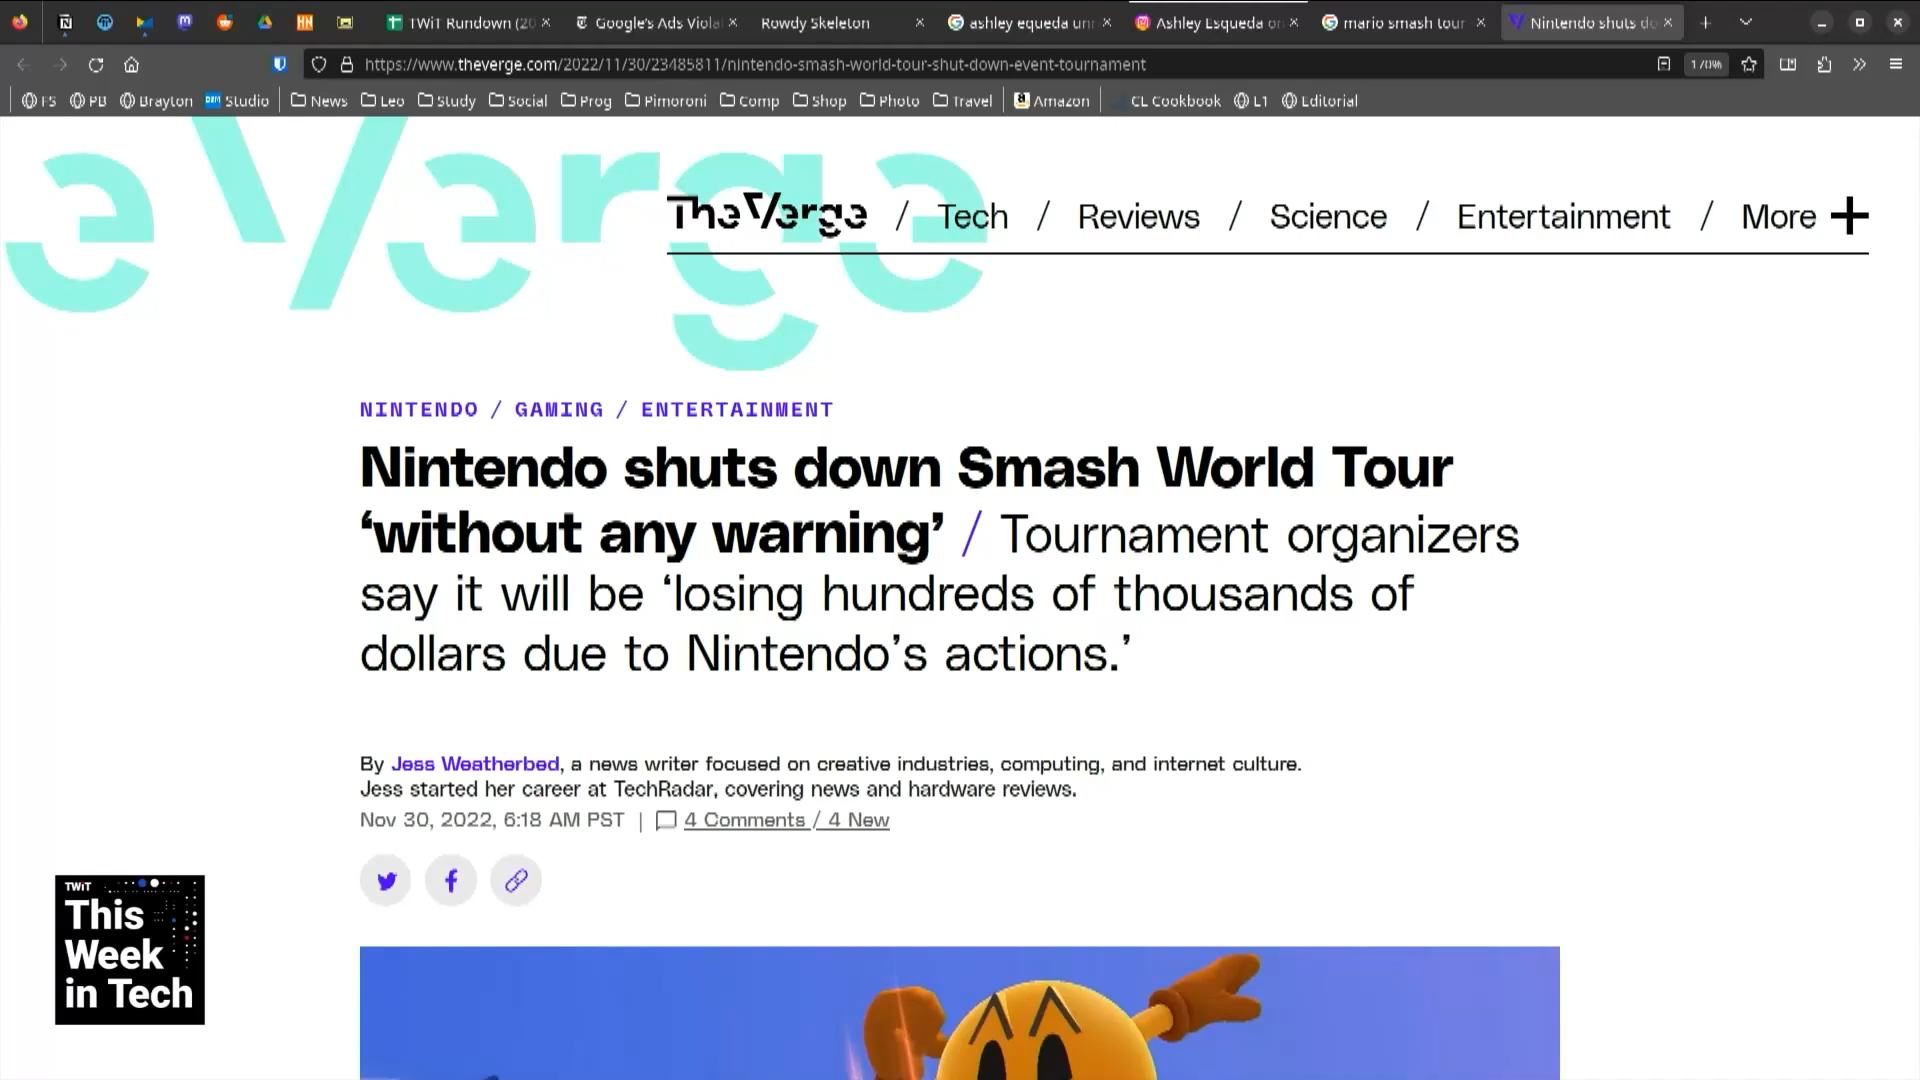 TWiT Rundown (20
Google's Ads Viola
Rowdy Skeleton
ashley equeda unr
Ashley Esqueda on
mario smash tour
Nintendo shuts do
https://www.theverge.com/2022/11/30/23485811/nintendo-smash-world-tour-shut-down-event-tournament
170%
FS PB Brayton Studio News Leo Study Social Prog Pimoroni Comp Shop Photo Travel Amazon CL Cookbook L1 Editorial
eVerge
TheVerge / Tech / Reviews / Science / Entertainment / More
NINTENDO / GAMING / ENTERTAINMENT
Nintendo shuts down Smash World Tour
‘without any warning’ / Tournament organizers
say it will be ‘losing hundreds of thousands of
dollars due to Nintendo’s actions.’
By Jess Weatherbed, a news writer focused on creative industries, computing, and internet culture.
Jess started her career at TechRadar, covering news and hardware reviews.
Nov 30, 2022, 6:18 AM PST | 4 Comments / 4 New
TWiT
This
Week
in Tech